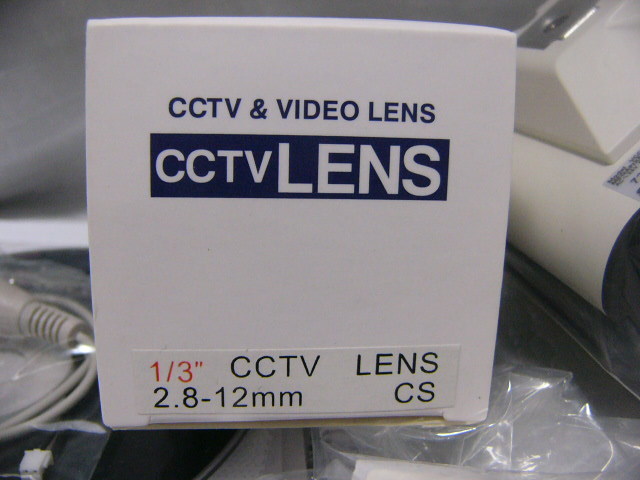 CCTV & VIDEO LENS
CCTV LENS
1/3" CCTV LENS
2.8-12mm CS